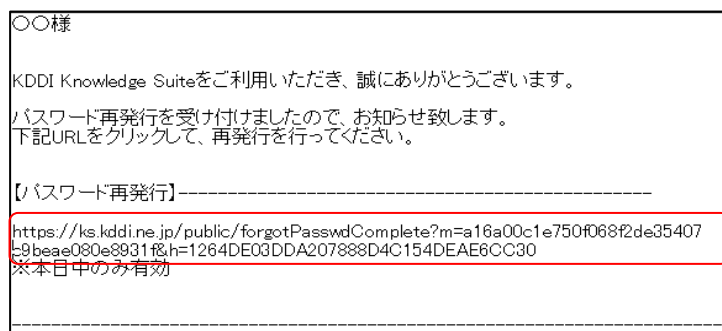 〇〇様
KDDI Knowledge Suiteをご利用いただき、誠にありがとうございます。
パスワード再発行を受け付けましたので、お知らせ致します。
下記URLをクリックして、再発行を行ってください。
【パスワード再発行】------------------------------------------------
https://ks.kddi.ne.jp/public/forgotPasswdComplete?m=a16a00c1e750f068f2de35407
c9beae080e8931f&h=1264DE03DDA207888D4C154DEAE6CC30
※本日中のみ有効
------------------------------------------------------------------------